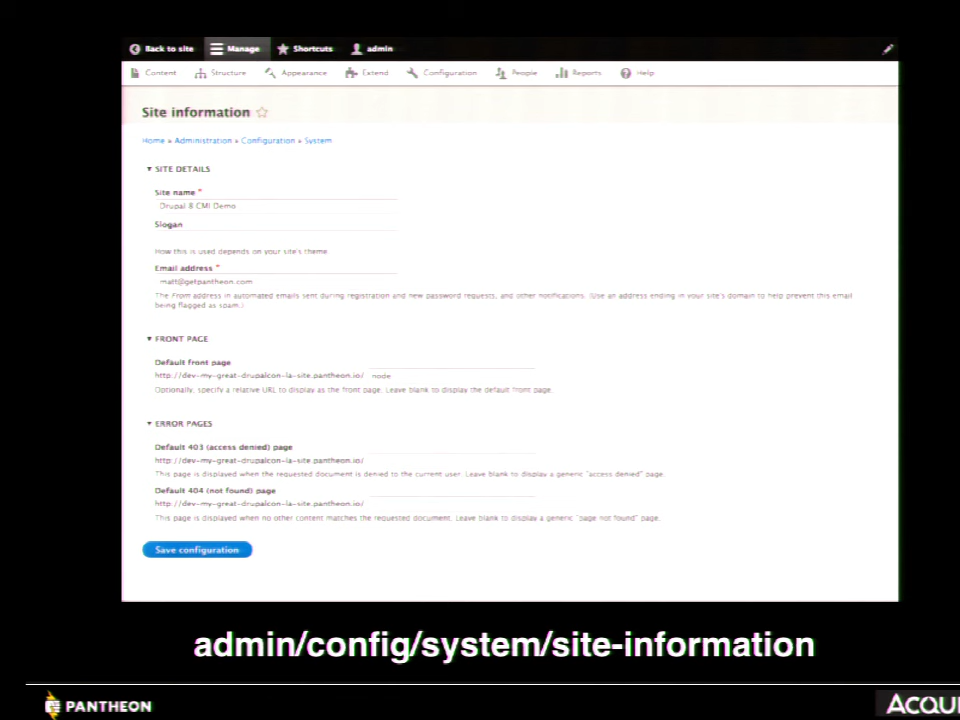 Back to site Manage Shortcuts admin
Content Structure Appearance Extend Configuration People Reports Help
Site information
Home » Administration » Configuration » System
▼ SITE DETAILS
Site name *
Drupal 8 CMI Demo
Slogan
How this is used depends on your site's theme.
Email address *
matt@getpantheon.com
The From address in automated emails sent during registration and new password requests, and other notifications. (Use an address ending in your site's domain to help prevent this email
being flagged as spam.)
▼ FRONT PAGE
Default front page
http://dev-my-great-drupalcon-la-site.pantheon.io/ node
Optionally, specify a relative URL to display as the front page. Leave blank to display the default front page.
▼ ERROR PAGES
Default 403 (access denied) page
http://dev-my-great-drupalcon-la-site.pantheon.io/
This page is displayed when the requested document is denied to the current user. Leave blank to display a generic "access denied" page.
Default 404 (not found) page
http://dev-my-great-drupalcon-la-site.pantheon.io/
This page is displayed when no other content matches the requested document. Leave blank to display a generic "page not found" page.
Save configuration
admin/config/system/site-information
PANTHEON
ACQUI